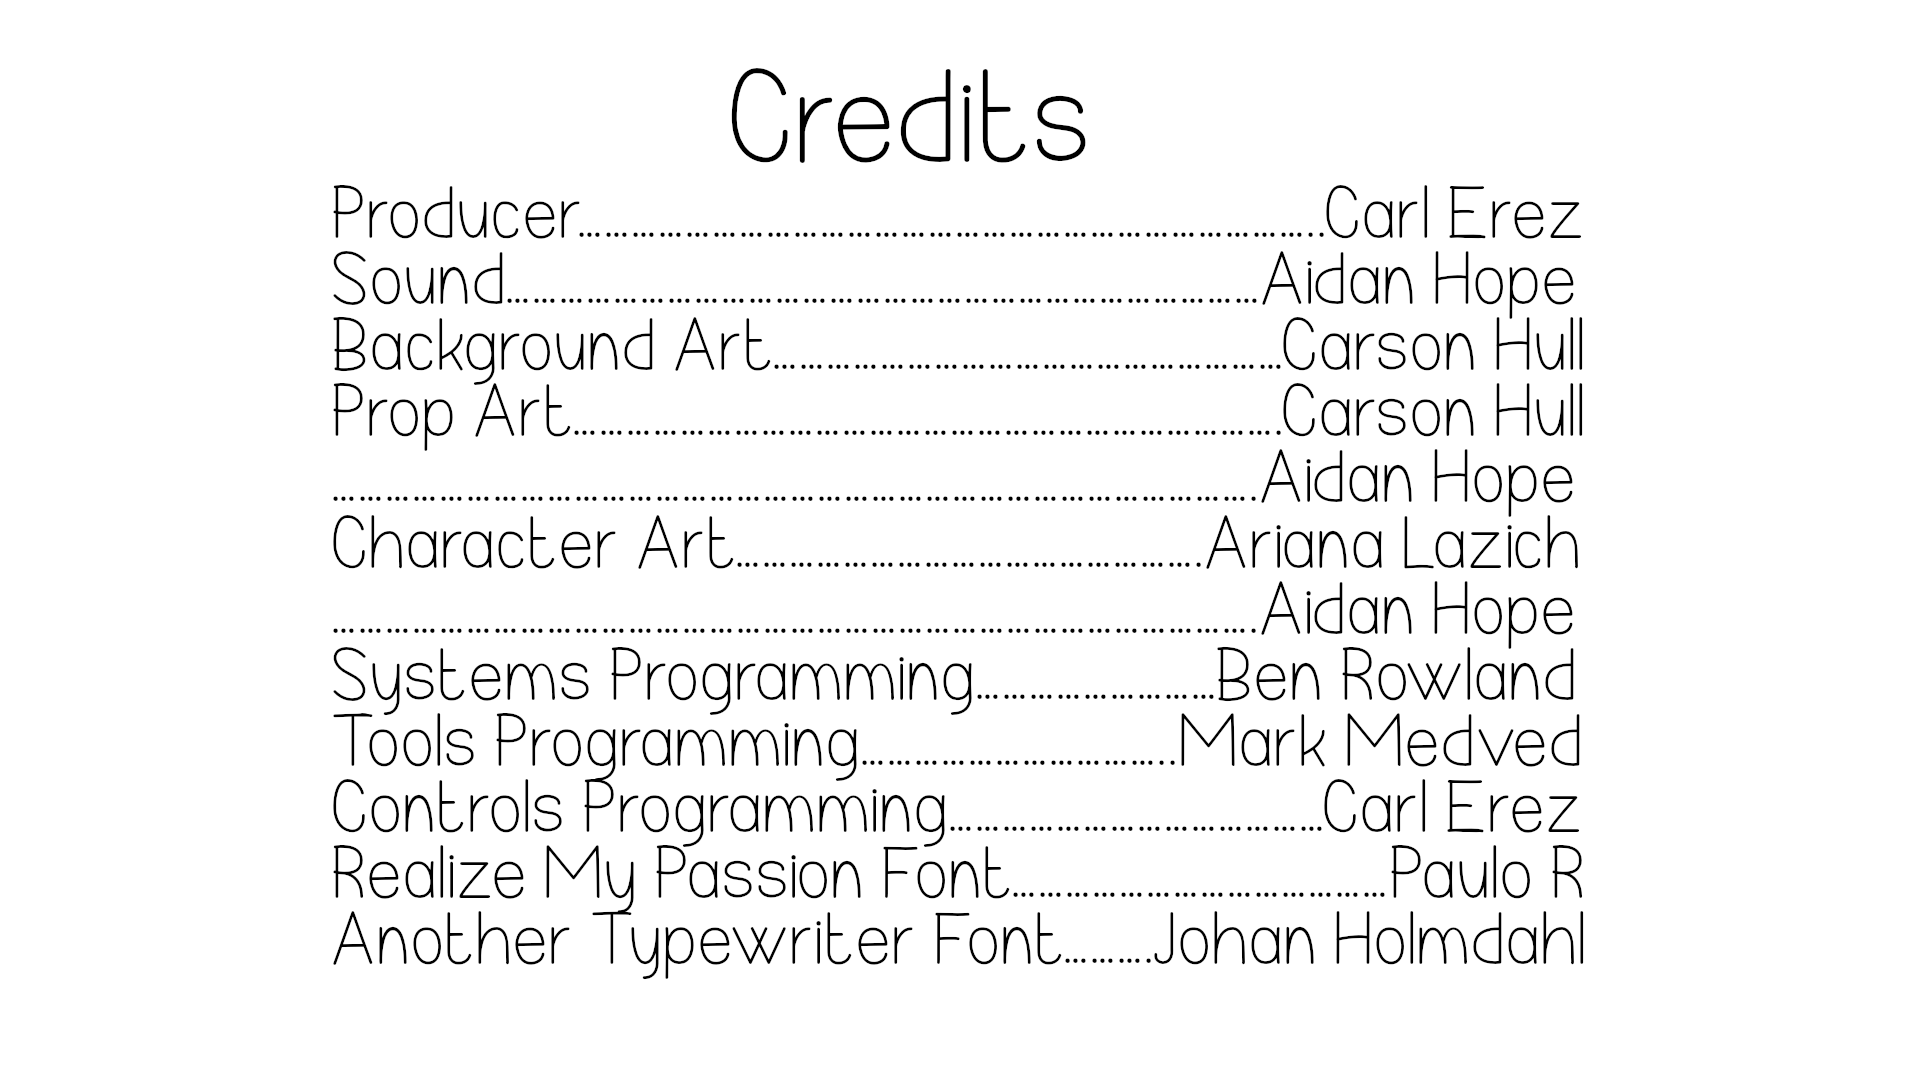 Credits
Producer……………………………………………………………………………..Carl Erez
Sound………………………………………………………………………………Aidan Hope
Background Art……………………………………………………Carson Hull
Prop Art…………………………………………………………………………….Carson Hull
…………………………………………………………………………………………………….Aidan Hope
Character Art………………………………………………….Ariana Lazich
…………………………………………………………………………………………………….Aidan Hope
Systems Programming………………………Ben Rowland
Tools Programming………………………………..Mark Medved
Controls Programming………………………………………Carl Erez
Realize My Passion Font………………………………………Paulo R
Another Typewriter Font……….Johan Holmdahl